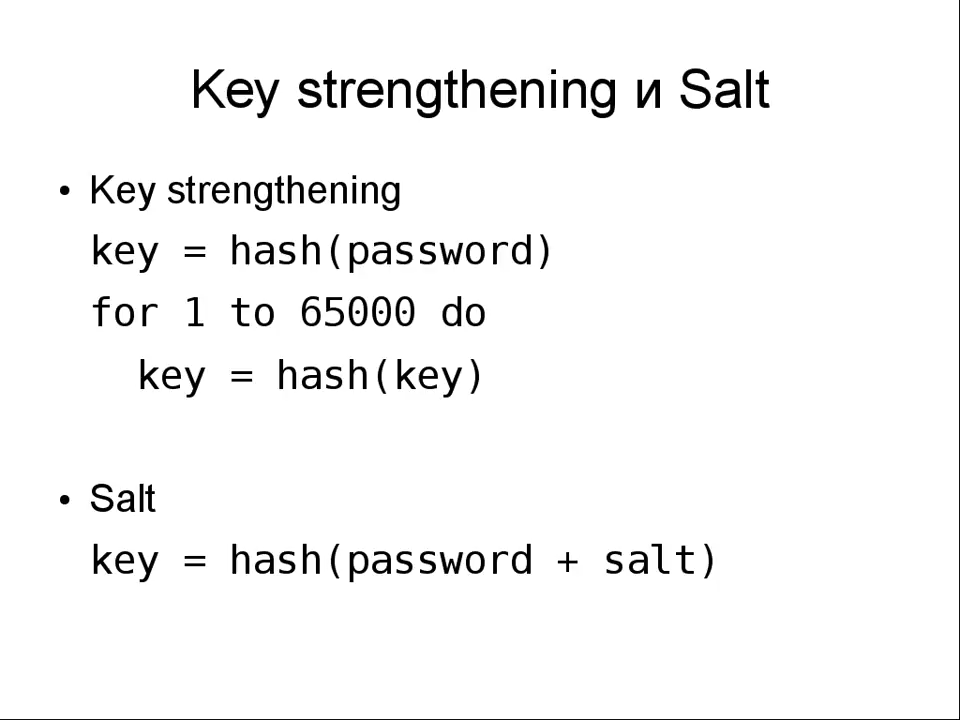 Key strengthening и Salt
• Key strengthening
key = hash(password)
for 1 to 65000 do
key = hash(key)
• Salt
key = hash(password + salt)